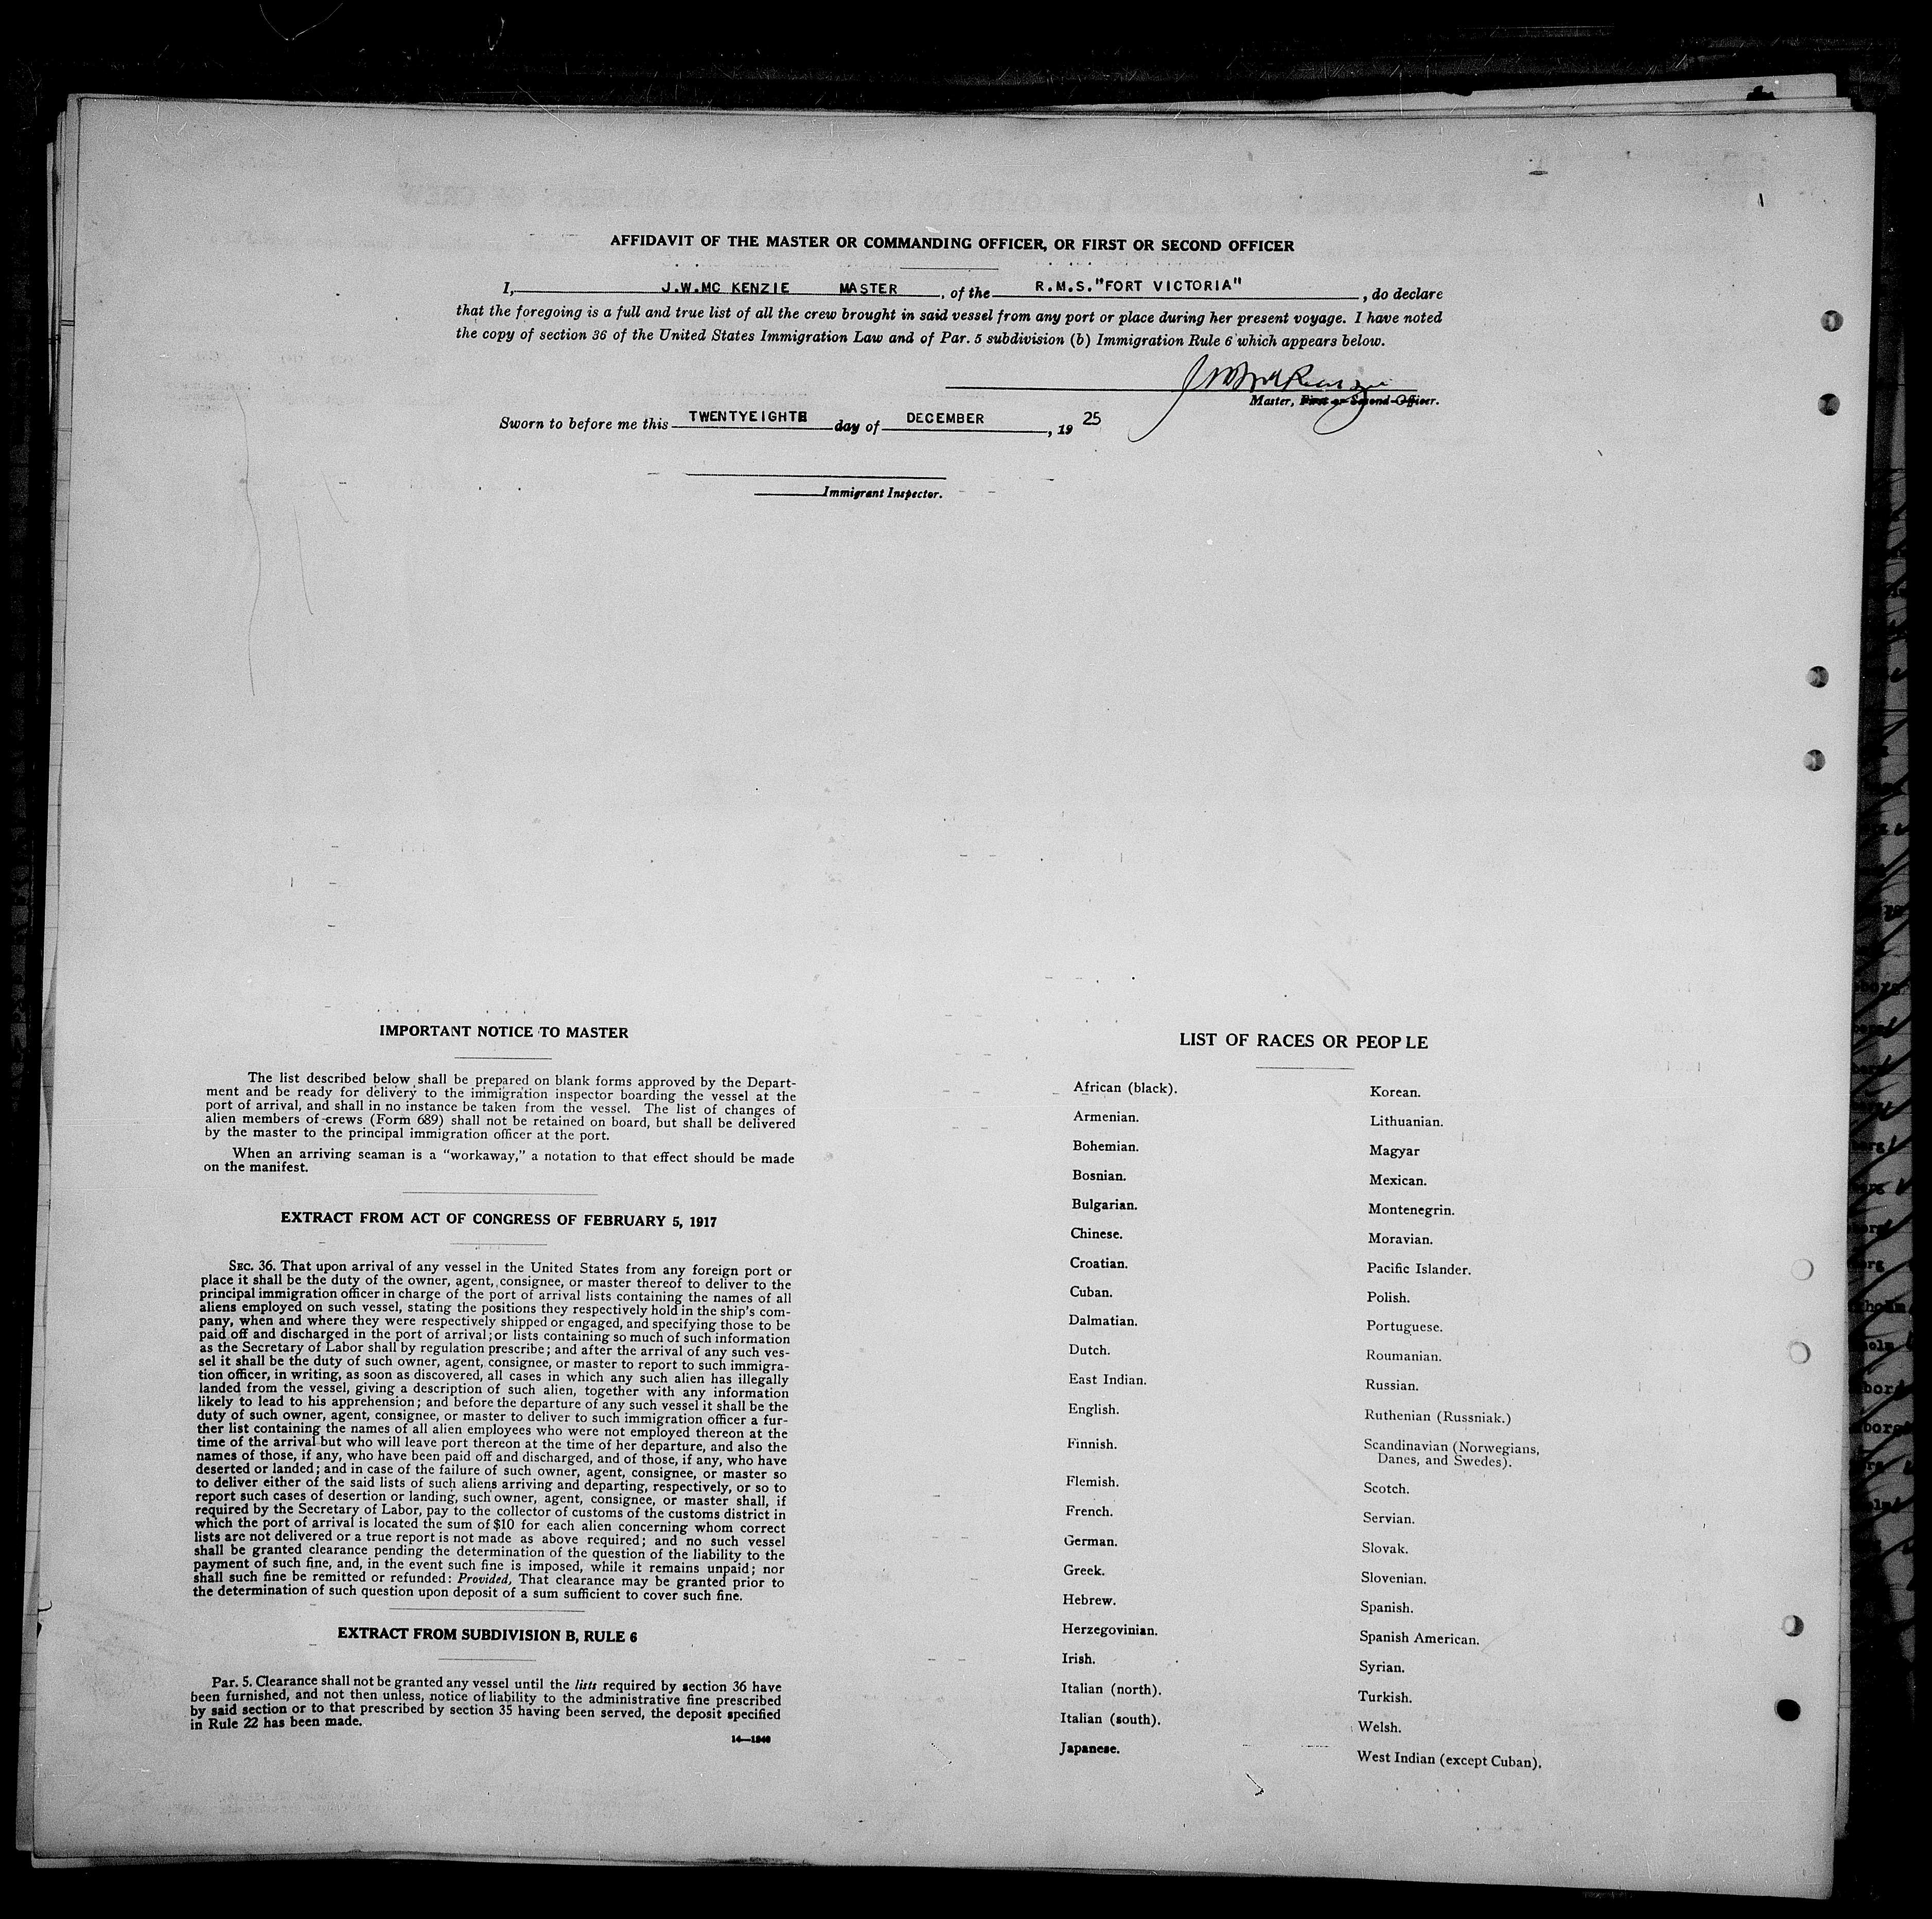 AFFIDAVIT OF THE MASTER OR COMMANDING OFFICER, OR FIRST OR SECOND OFFICER
I, J.W.MC KENZIE MASTER, of the R.M.S."FORT VICTORIA", do declare
that the foregoing is a full and true list of all the crew brought in said vessel from any port or place during her present voyage. I have noted
the copy of section 36 of the United States Immigration Law and of Par. 5 subdivision (b) Immigration Rule 6 which appears below.
JWMcKenzie
Master, First or Second Officer.
Sworn to before me this TWENTYEIGHTH day of DECEMBER, 19 25
Immigrant Inspector.
IMPORTANT NOTICE TO MASTER
The list described below shall be prepared on blank forms approved by the Depart-
ment and be ready for delivery to the immigration inspector boarding the vessel at the
port of arrival, and shall in no instance be taken from the vessel. The list of changes of
alien members of crews (Form 689) shall not be retained on board, but shall be delivered
by the master to the principal immigration officer at the port.
When an arriving seaman is a "workaway," a notation to that effect should be made
on the manifest.
EXTRACT FROM ACT OF CONGRESS OF FEBRUARY 5, 1917
SEC. 36. That upon arrival of any vessel in the United States from any foreign port or
place it shall be the duty of the owner, agent, consignee, or master thereof to deliver to the
principal immigration officer in charge of the port of arrival lists containing the names of all
aliens employed on such vessel, stating the positions they respectively hold in the ship's com-
pany, when and where they were respectively shipped or engaged, and specifying those to be
paid off and discharged in the port of arrival; or lists containing so much of such information
as the Secretary of Labor shall by regulation prescribe; and after the arrival of any such ves-
sel it shall be the duty of such owner, agent, consignee, or master to report to such immigra-
tion officer, in writing, as soon as discovered, all cases in which any such alien has illegally
landed from the vessel, giving a description of such alien, together with any information
likely to lead to his apprehension; and before the departure of any such vessel it shall be the
duty of such owner, agent, consignee, or master to deliver to such immigration officer a fur-
ther list containing the names of all alien employees who were not employed thereon at the
time of the arrival but who will leave port thereon at the time of her departure, and also the
names of those, if any, who have been paid off and discharged, and of those, if any, who have
deserted or landed; and in case of the failure of such owner, agent, consignee, or master so
to deliver either of the said lists of such aliens arriving and departing, respectively, or so to
report such cases of desertion or landing, such owner, agent, consignee, or master shall, if
required by the Secretary of Labor, pay to the collector of customs of the customs district in
which the port of arrival is located the sum of $10 for each alien concerning whom correct
lists are not delivered or a true report is not made as above required; and no such vessel
shall be granted clearance pending the determination of the question of the liability to the
payment of such fine, and, in the event such fine is imposed, while it remains unpaid; nor
shall such fine be remitted or refunded: Provided, That clearance may be granted prior to
the determination of such question upon deposit of a sum sufficient to cover such fine.
EXTRACT FROM SUBDIVISION B, RULE 6
Par. 5. Clearance shall not be granted any vessel until the lists required by section 36 have
been furnished, and not then unless, notice of liability to the administrative fine prescribed
by said section or to that prescribed by section 35 having been served, the deposit specified
in Rule 22 has been made.
14—1240
LIST OF RACES OR PEOPLE
African (black).
Armenian.
Bohemian.
Bosnian.
Bulgarian.
Chinese.
Croatian.
Cuban.
Dalmatian.
Dutch.
East Indian.
English.
Finnish.
Flemish.
French.
German.
Greek.
Hebrew.
Herzegovinian.
Irish.
Italian (north).
Italian (south).
Japanese.
Korean.
Lithuanian.
Magyar
Mexican.
Montenegrin.
Moravian.
Pacific Islander.
Polish.
Portuguese.
Roumanian.
Russian.
Ruthenian (Russniak.)
Scandinavian (Norwegians,
Danes, and Swedes).
Scotch.
Servian.
Slovak.
Slovenian.
Spanish.
Spanish American.
Syrian.
Turkish.
Welsh.
West Indian (except Cuban).